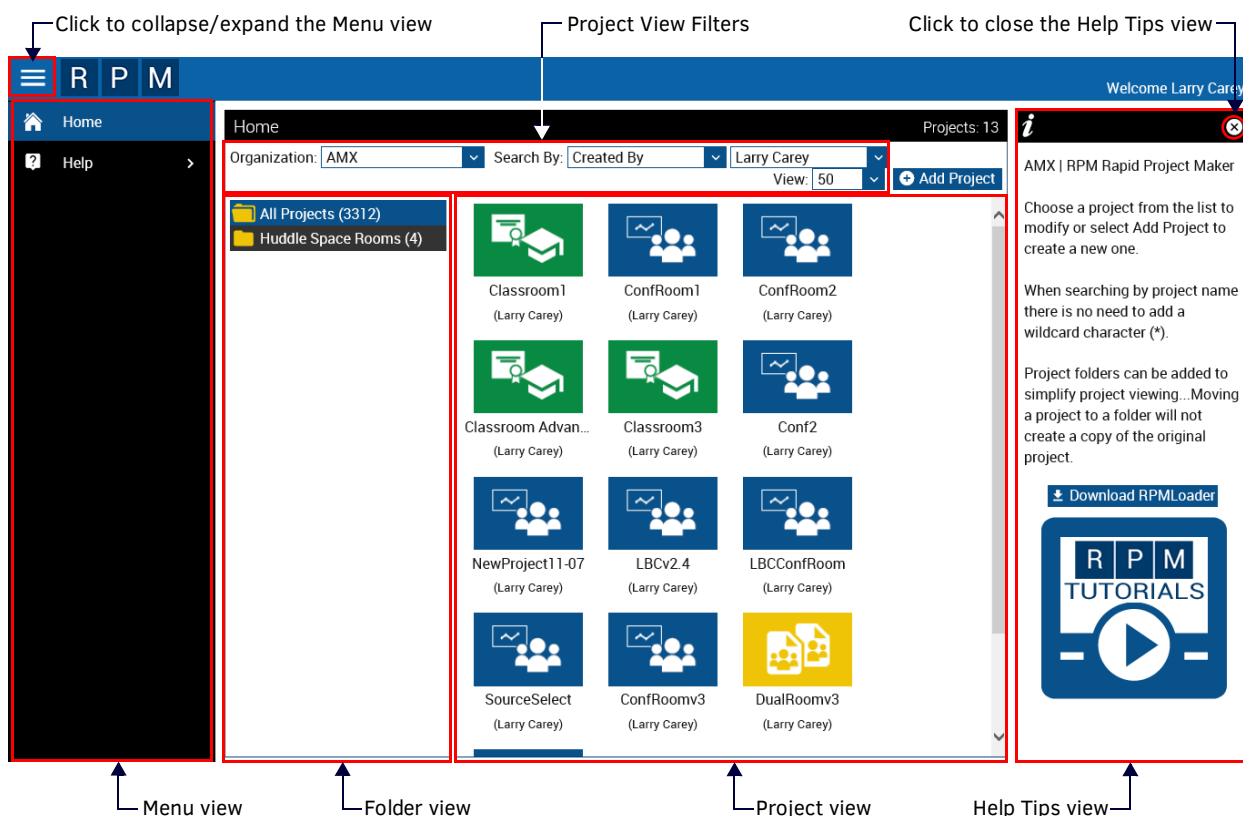 Click to collapse/expand the Menu view
Project View Filters
Click to close the Help Tips view
R P M
Welcome Larry Carey
Home
Help
Home
Projects: 13
Organization: AMX
Search By: Created By
Larry Carey
View: 50
Add Project
All Projects (3312)
Huddle Space Rooms (4)
Classroom1
(Larry Carey)
ConfRoom1
(Larry Carey)
ConfRoom2
(Larry Carey)
Classroom Advan...
(Larry Carey)
Classroom3
(Larry Carey)
Conf2
(Larry Carey)
NewProject11-07
(Larry Carey)
LBCv2.4
(Larry Carey)
LBCConfRoom
(Larry Carey)
SourceSelect
(Larry Carey)
ConfRoomv3
(Larry Carey)
DualRoomv3
(Larry Carey)
i
AMX | RPM Rapid Project Maker
Choose a project from the list to
modify or select Add Project to
create a new one.
When searching by project name
there is no need to add a
wildcard character (*).
Project folders can be added to
simplify project viewing...Moving
a project to a folder will not
create a copy of the original
project.
Download RPMLoader
R P M
TUTORIALS
Menu view
Folder view
Project view
Help Tips view